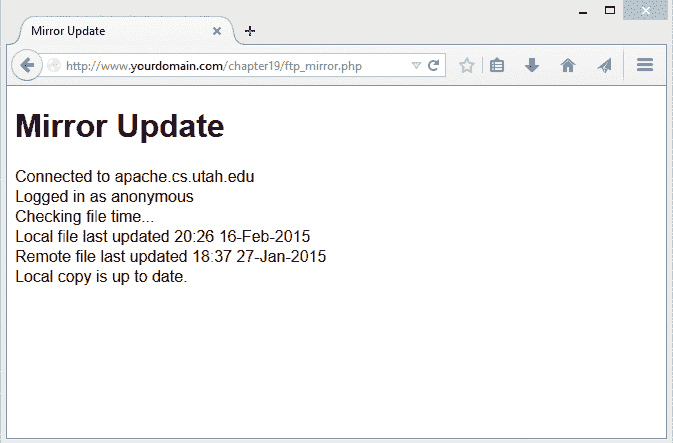 Mirror Update
http://www.yourdomain.com/chapter19/ftp_mirror.php
Mirror Update
Connected to apache.cs.utah.edu
Logged in as anonymous
Checking file time...
Local file last updated 20:26 16-Feb-2015
Remote file last updated 18:37 27-Jan-2015
Local copy is up to date.